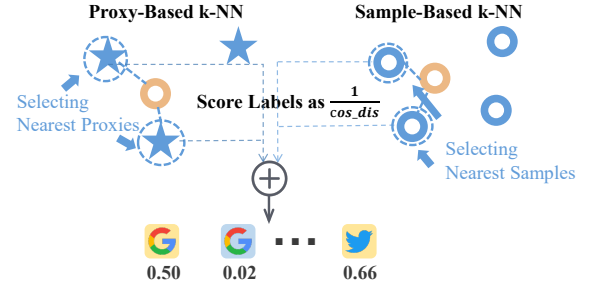 Proxy-Based k-NN
Sample-Based k-NN
Selecting
Nearest Proxies
Score Labels as 1/cos_dis
Selecting
Nearest Samples
0.50 0.02 0.66